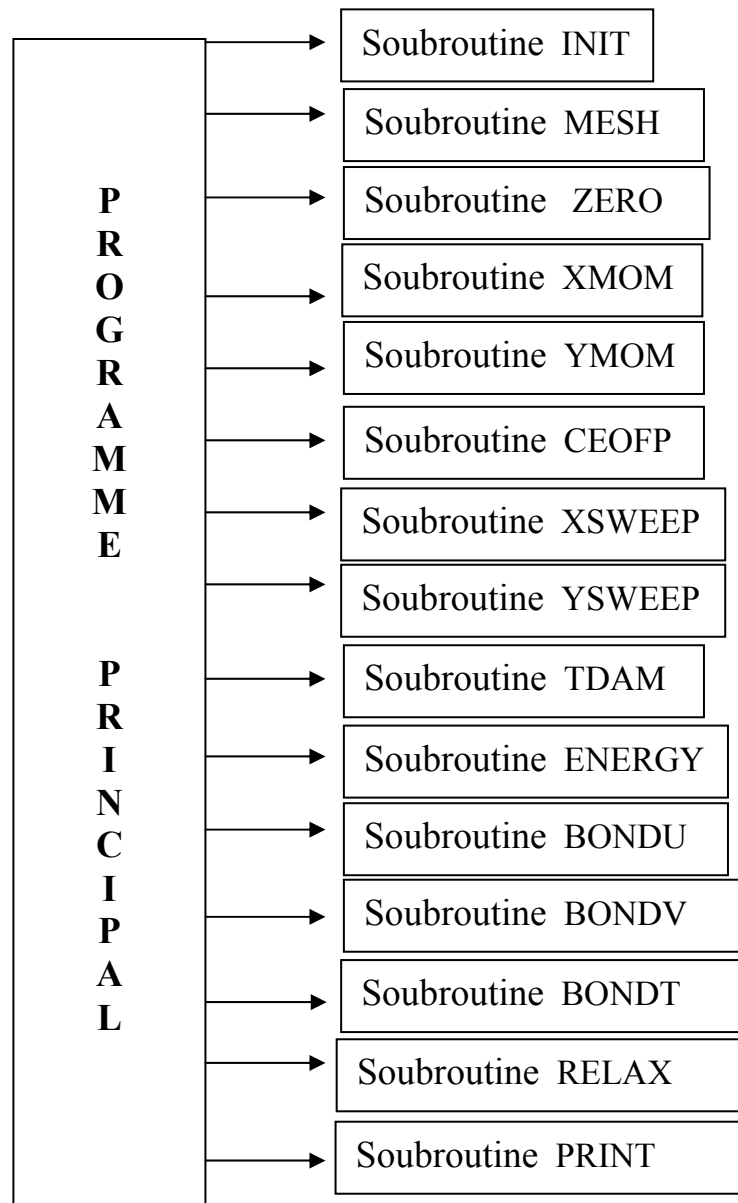 PROGRAMME PRINCIPAL
Soubroutine INIT
Soubroutine MESH
Soubroutine ZERO
Soubroutine XMOM
Soubroutine YMOM
Soubroutine CEOFP
Soubroutine XSWEEP
Soubroutine YSWEEP
Soubroutine TDAM
Soubroutine ENERGY
Soubroutine BONDU
Soubroutine BONDV
Soubroutine BONDT
Soubroutine RELAX
Soubroutine PRINT